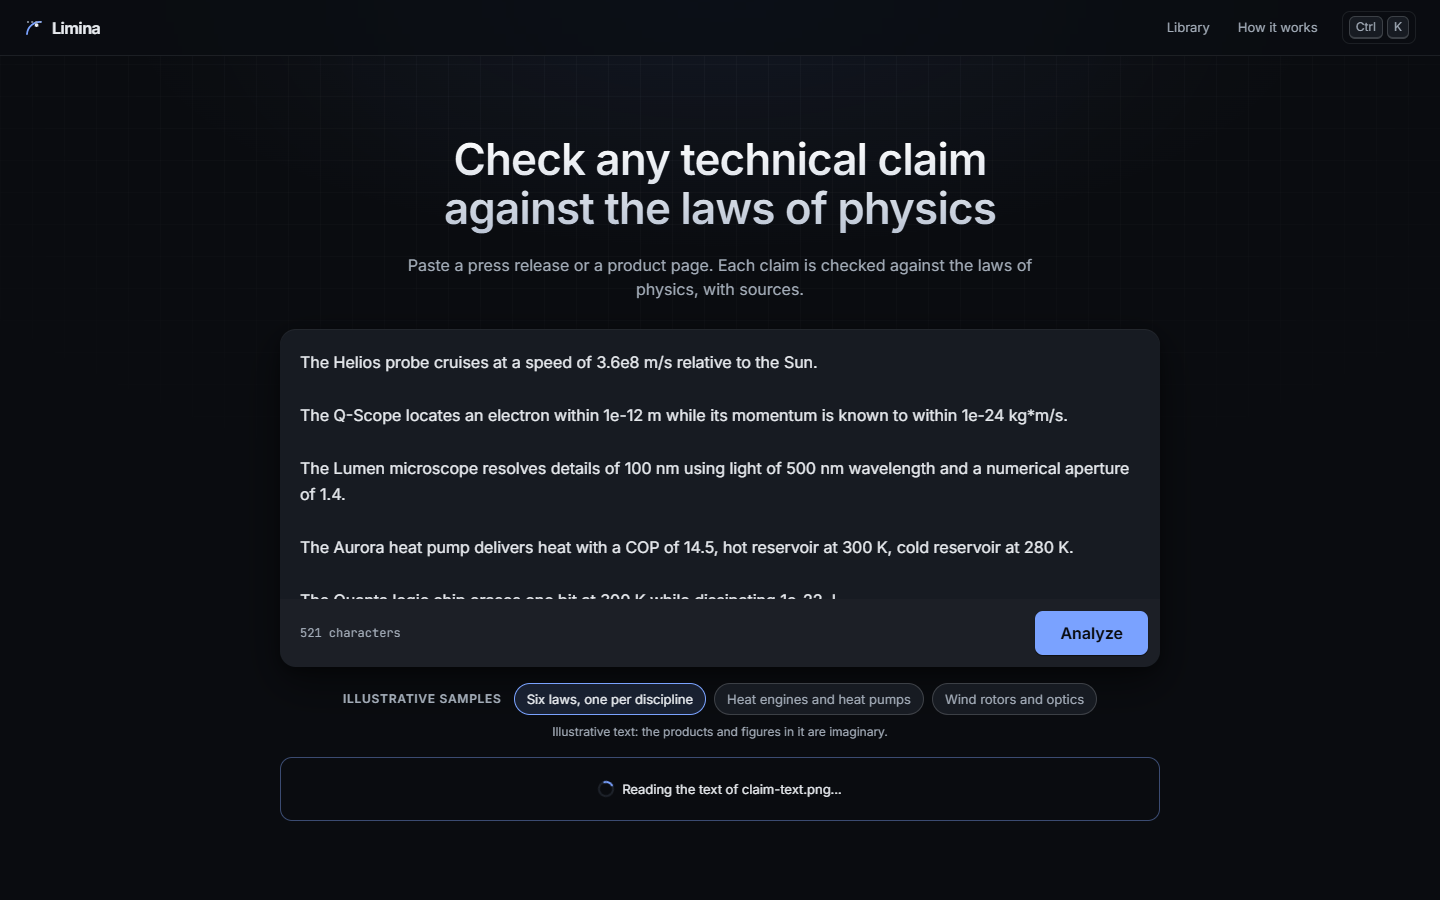 Limina
Library
How it works
Ctrl K
Check any technical claim
against the laws of physics
Paste a press release or a product page. Each claim is checked against the laws of
physics, with sources.
The Helios probe cruises at a speed of 3.6e8 m/s relative to the Sun.
The Q-Scope locates an electron within 1e-12 m while its momentum is known to within 1e-24 kg*m/s.
The Lumen microscope resolves details of 100 nm using light of 500 nm wavelength and a numerical aperture
of 1.4.
The Aurora heat pump delivers heat with a COP of 14.5, hot reservoir at 300 K, cold reservoir at 280 K.
521 characters
Analyze
ILLUSTRATIVE SAMPLES
Six laws, one per discipline
Heat engines and heat pumps
Wind rotors and optics
Illustrative text: the products and figures in it are imaginary.
Reading the text of claim-text.png...